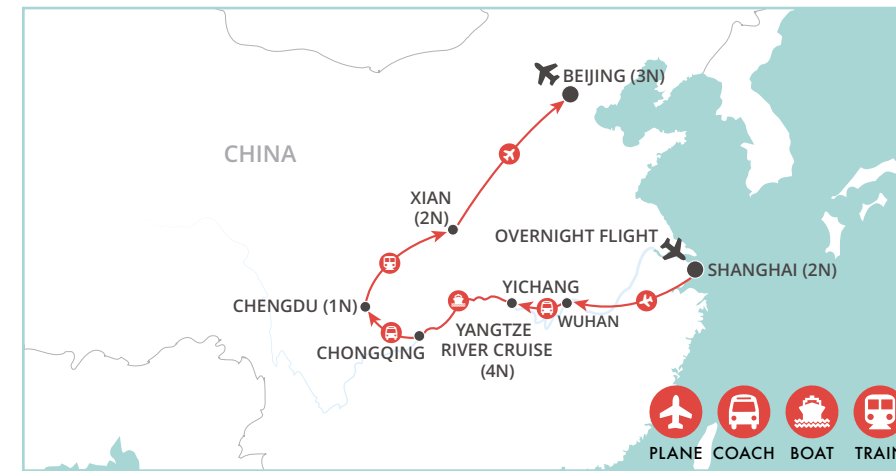 BEIJING (3N)
CHINA
XIAN
(2N)
OVERNIGHT FLIGHT
SHANGHAI (2N)
YICHANG
CHENGDU (1N)
WUHAN
CHONGQING
YANGTZE
RIVER CRUISE
(4N)
PLANE
COACH
BOAT
TRAIN